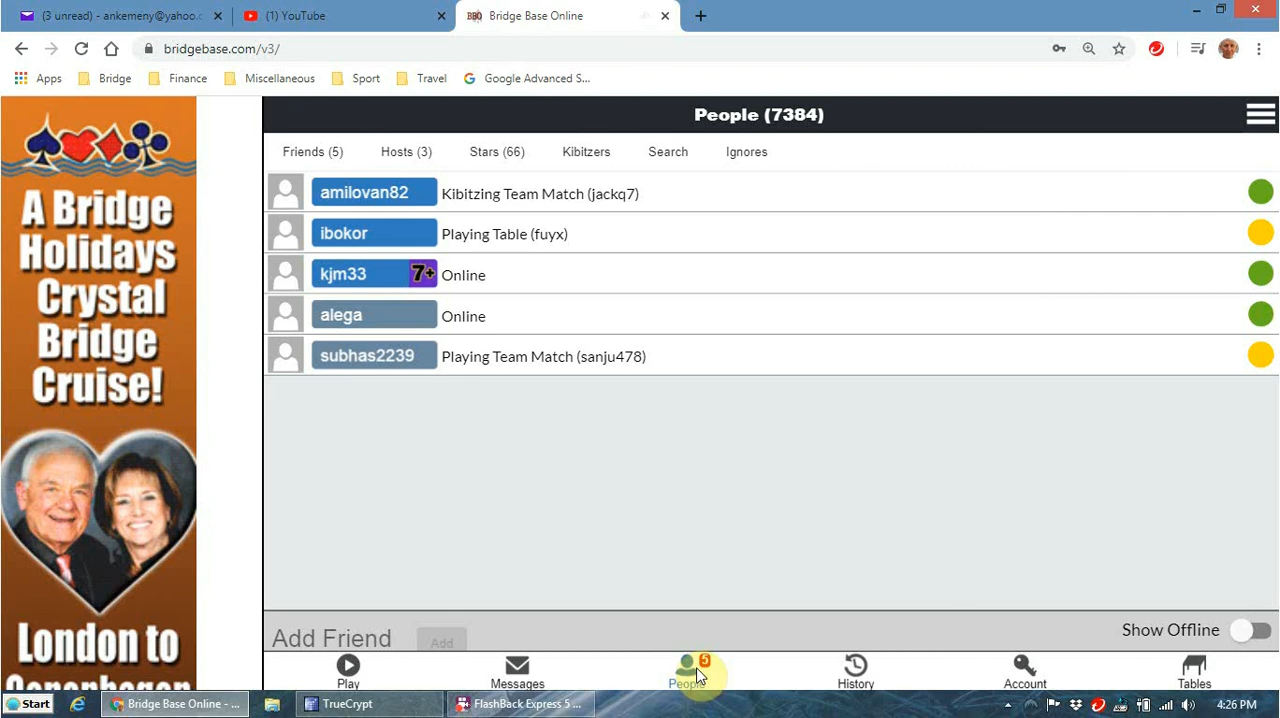 (3 unread) - ankemeny@yahoo.c
(1) YouTube
BBO Bridge Base Online
bridgebase.com/v3/
Apps
Bridge
Finance
Miscellaneous
Sport
Travel
Google Advanced S...
A Bridge
Holidays
Crystal
Bridge
Cruise!
London to
Copenhagen
People (7384)
Friends (5)
Hosts (3)
Stars (66)
Kibitzers
Search
Ignores
amilovan82 Kibitzing Team Match (jackq7)
ibokor Playing Table (fuyx)
kjm33 7+ Online
alega Online
subhas2239 Playing Team Match (sanju478)
Add Friend
Add
Show Offline
Play
Messages
5
People
History
Account
Tables
Start
Bridge Base Online - ...
TrueCrypt
FlashBack Express 5 ...
4:26 PM